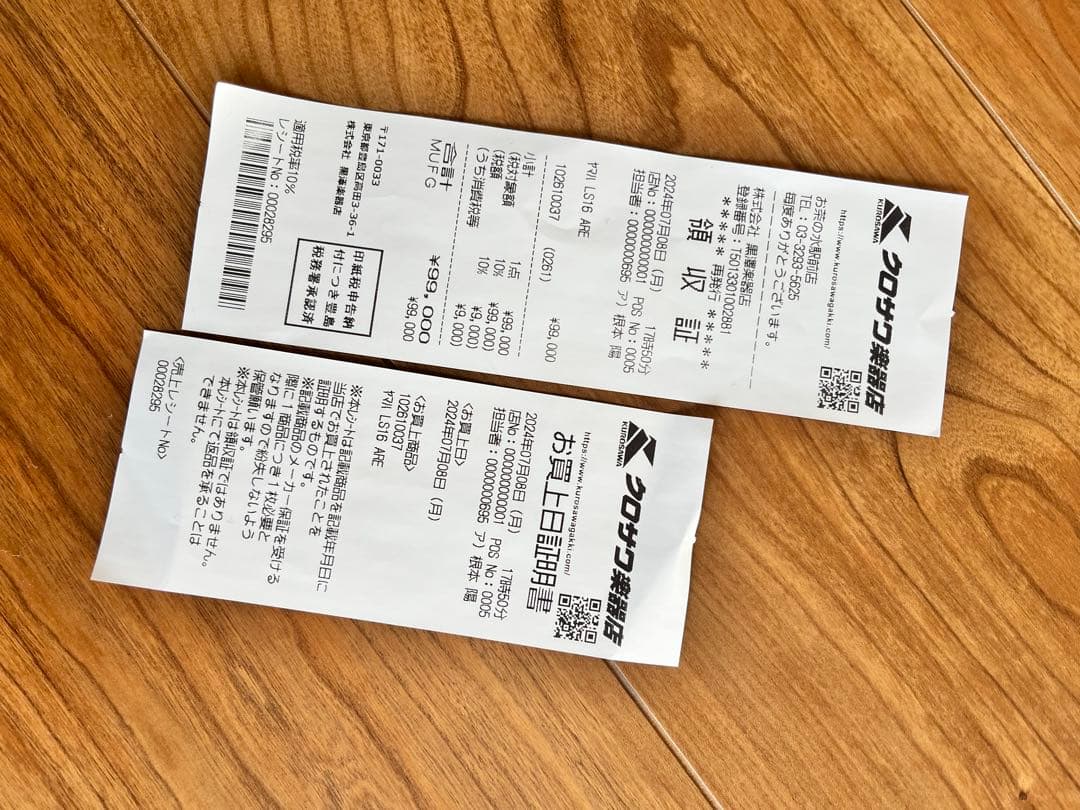 クロサワ楽器店
KUROSAWA
https://www.kurosawagakki.com/
お茶の水駅前店
TEL : 03-3293-5625
毎度ありがとうございます。
株式会社 黒澤楽器店
登録番号:T5013301002881
***** 再発行 *****
領 収 証
2024年07月08日(月) 17時50分
店No:000000000001 POS No:0005
担当者:0000000695 ア)根本 陽
ヤマハ LS16 ARE
102610037 (0261) ¥99,000
小計 1点 ¥99,000
(税対象額 10% ¥99,000)
(税額 10% ¥9,000)
(うち消費税等 ¥9,000)
合計 ¥99,000
MUFG ¥99,000
〒171-0033
東京都豊島区高田3-36-1
株式会社 黒澤楽器店
印紙税申告納
付につき豊島
税務署承認済
適用税率10%
レシートNo:00028295
クロサワ楽器店
KUROSAWA
https://www.kurosawagakki.com/
お買上日証明書
2024年07月08日(月) 17時50分
店No:000000000001 POS No:0005
担当者:0000000695 ア)根本 陽
<お買上日>
2024年7月08日(月)
<お買上商品>
102610037
ヤマハ LS16 ARE
※本レシートは記載商品を記載年月日に
当店でお買上されたことを
証明するものです。
※記載商品のメーカー保証を受ける
際に1商品につき1枚必要と
なりますので紛失しないよう
保管願います。
※本レシートは領収証ではありません。
本レシートにて返品を承ることは
できません。
<売上レシートNo>
00028295